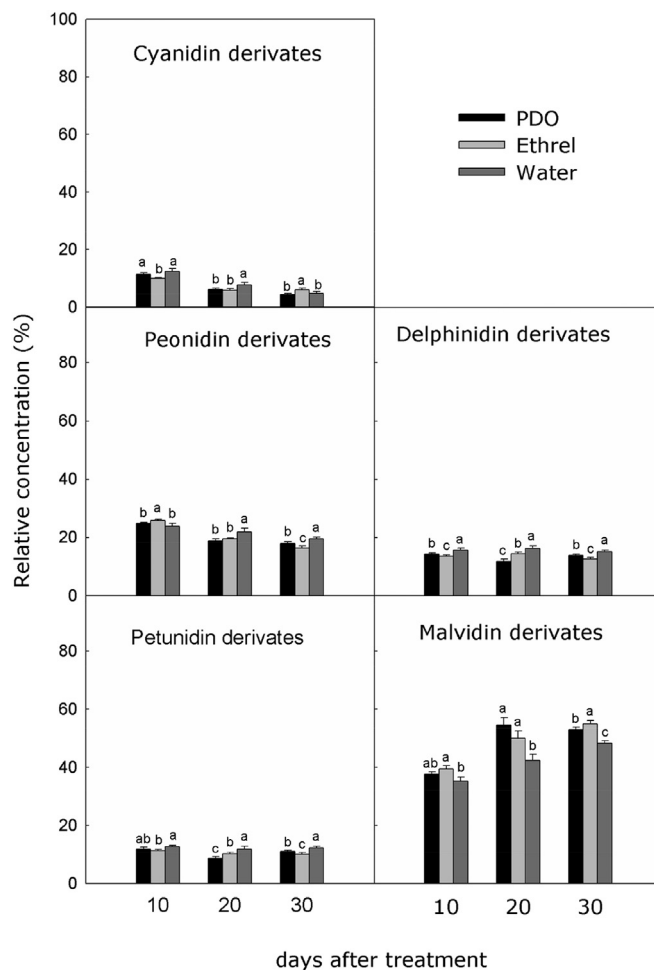 100
Cyanidin derivates
80
PDO
Ethrel
Water
60
40
20
a b a
b b a
b a b
0
Relative concentration (%)
Peonidin derivates
Delphinidin derivates
80
60
40
b a b
b b a
b c a
b c a
c b a
b c a
20
0
Petunidin derivates
Malvidin derivates
80
60
40
20
ab b a
c b a
b c a
ab a b
a a b
b a c
0
10 20 30 10 20 30
days after treatment